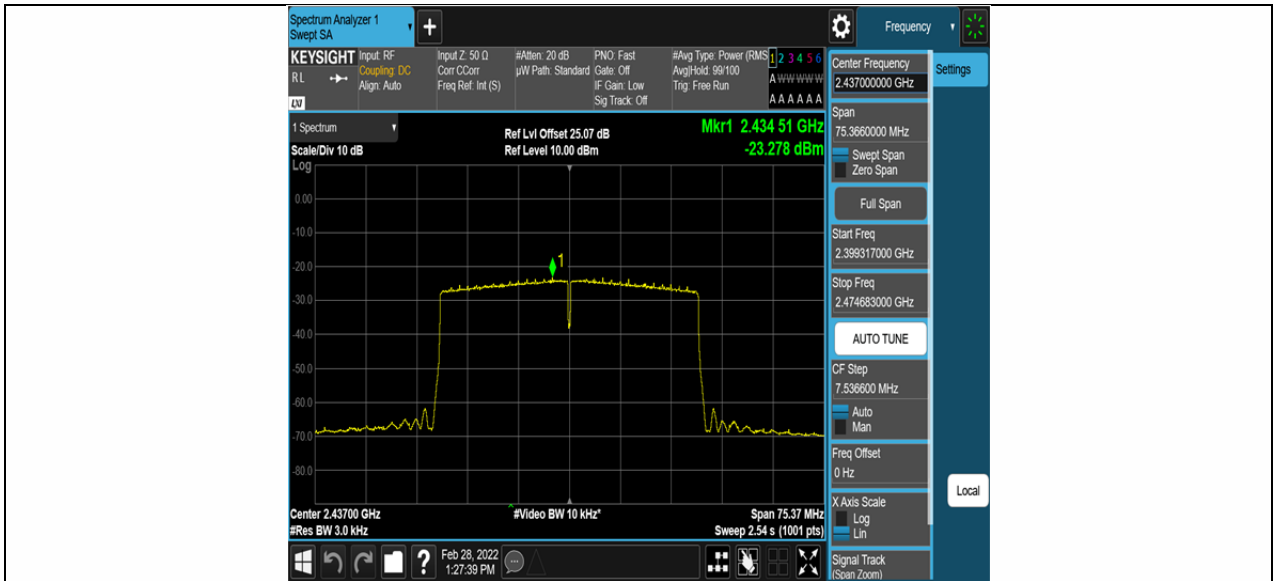 Spectrum Analyzer 1
Swept SA
Frequency
KEYSIGHT
RL
LXI
Input: RF
Coupling: DC
Align: Auto
Input Z: 50 Ω
Corr CCorr
Freq Ref: Int (S)
#Atten: 20 dB
µW Path: Standard
PNO: Fast
Gate: Off
IF Gain: Low
Sig Track: Off
#Avg Type: Power (RMS
Avg|Hold: 99/100
Trig: Free Run
1 2 3 4 5 6
A W W W W W
A A A A A A
Center Frequency
2.437000000 GHz
Settings
1 Spectrum
Scale/Div 10 dB
Log
Ref Lvl Offset 25.07 dB
Ref Level 10.00 dBm
Mkr1 2.434 51 GHz
-23.278 dBm
Span
75.3660000 MHz
Swept Span
Zero Span
Full Span
Start Freq
2.399317000 GHz
Stop Freq
2.474683000 GHz
AUTO TUNE
CF Step
7.536600 MHz
Auto
Man
Freq Offset
0 Hz
X Axis Scale
Log
Lin
Signal Track
(Span Zoom)
Local
0.00
-10.0
-20.0
-30.0
-40.0
-50.0
-60.0
-70.0
-80.0
1
Center 2.43700 GHz
#Res BW 3.0 kHz
#Video BW 10 kHz*
Span 75.37 MHz
Sweep 2.54 s (1001 pts)
?
Feb 28, 2022
1:27:39 PM